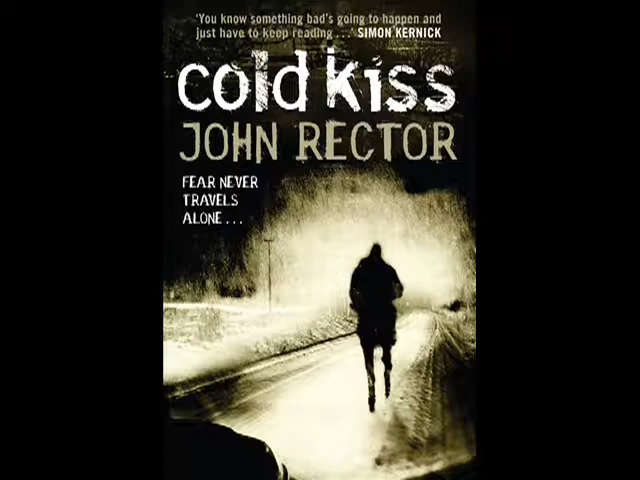 'You know something bad's going to happen and
just have to keep reading . . .' SIMON KERNICK
cold kiss
JOHN RECTOR
FEAR NEVER
TRAVELS
ALONE . . .